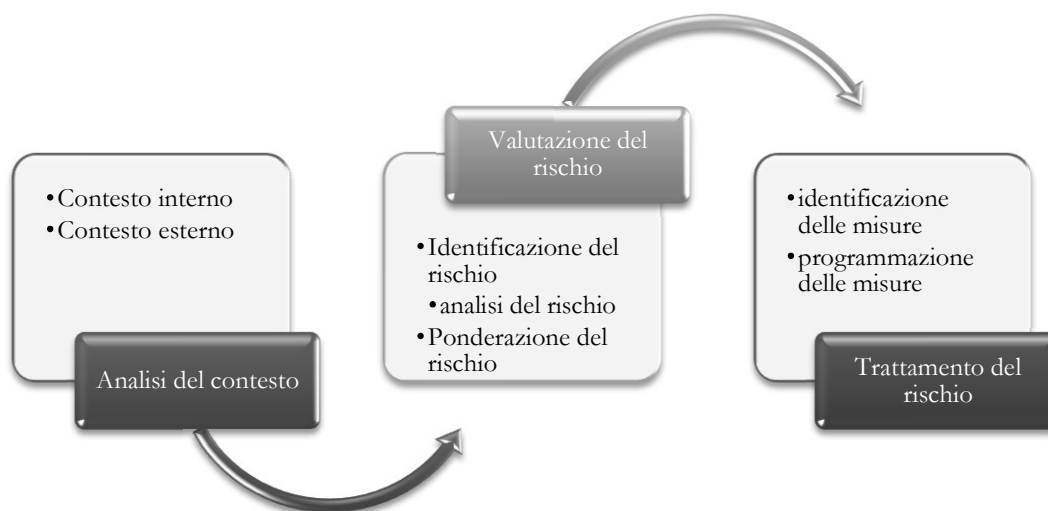 •Contesto interno
•Contesto esterno
Analisi del contesto
Valutazione del
rischio
•Identificazione del
rischio
•analisi del rischio
•Ponderazione del
rischio
•identificazione
delle misure
•programmazione
delle misure
Trattamento del
rischio